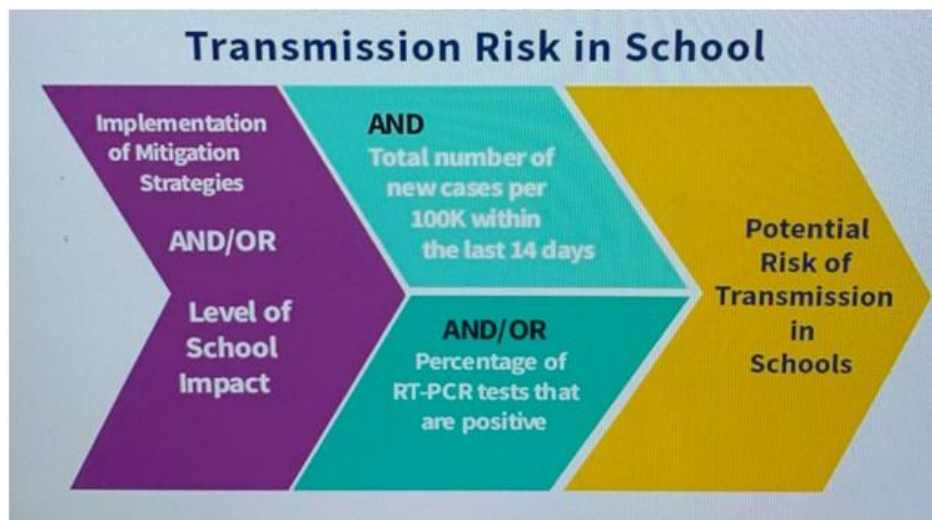 Transmission Risk in School
Implementation
of Mitigation
Strategies
AND/OR
Level of
School
Impact
AND
Total number of
new cases per
100K within
the last 14 days
AND/OR
Percentage of
RT-PCR tests that
are positive
Potential
Risk of
Transmission
in
Schools